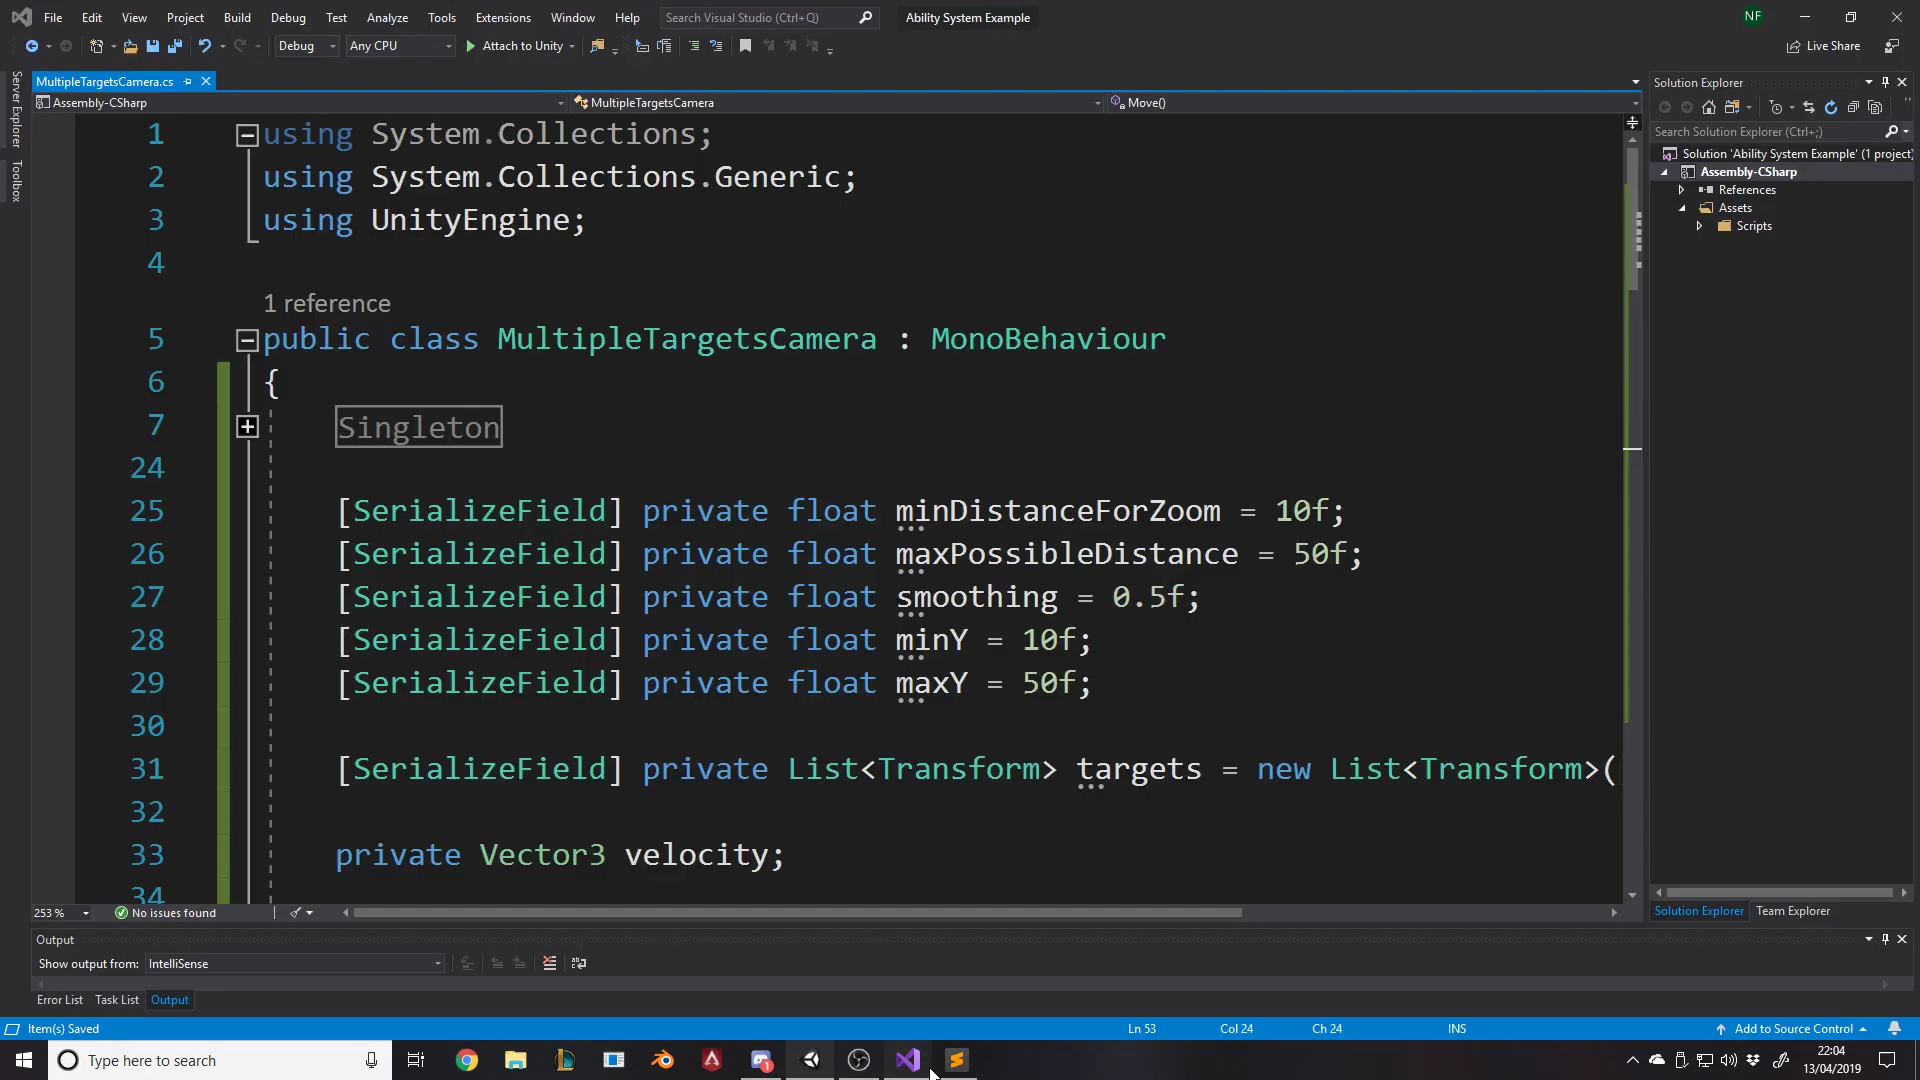 File Edit View Project Build Debug Test Analyze Tools Extensions Window Help Search Visual Studio (Ctrl+Q) Ability System Example NF
Debug Any CPU Attach to Unity Live Share
MultipleTargetsCamera.cs
Assembly-CSharp MultipleTargetsCamera Move()
Server Explorer
Toolbox
1 using System.Collections;
2 using System.Collections.Generic;
3 using UnityEngine;
4
1 reference
5 public class MultipleTargetsCamera : MonoBehaviour
6 {
7 Singleton
24
25 [SerializeField] private float minDistanceForZoom = 10f;
26 [SerializeField] private float maxPossibleDistance = 50f;
27 [SerializeField] private float smoothing = 0.5f;
28 [SerializeField] private float minY = 10f;
29 [SerializeField] private float maxY = 50f;
30
31 [SerializeField] private List<Transform> targets = new List<Transform>(
32
33 private Vector3 velocity;
34
253 % No issues found
Solution Explorer
Search Solution Explorer (Ctrl+;)
Solution 'Ability System Example' (1 project)
Assembly-CSharp
References
Assets
Scripts
Solution Explorer Team Explorer
Output
Show output from: IntelliSense
Error List Task List Output
Item(s) Saved Ln 53 Col 24 Ch 24 INS Add to Source Control
Type here to search 1 22:04
13/04/2019